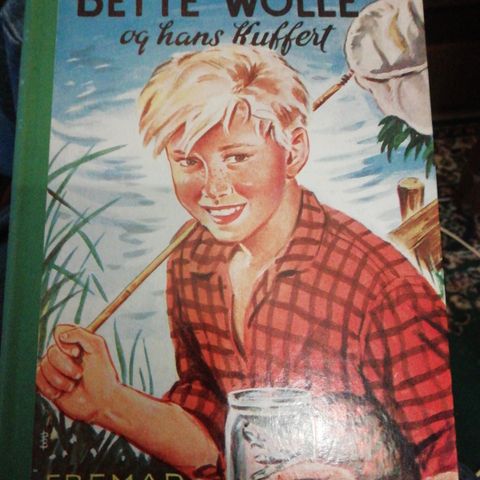 BETTE WOLLE
og hans Kuffert
FREMAD